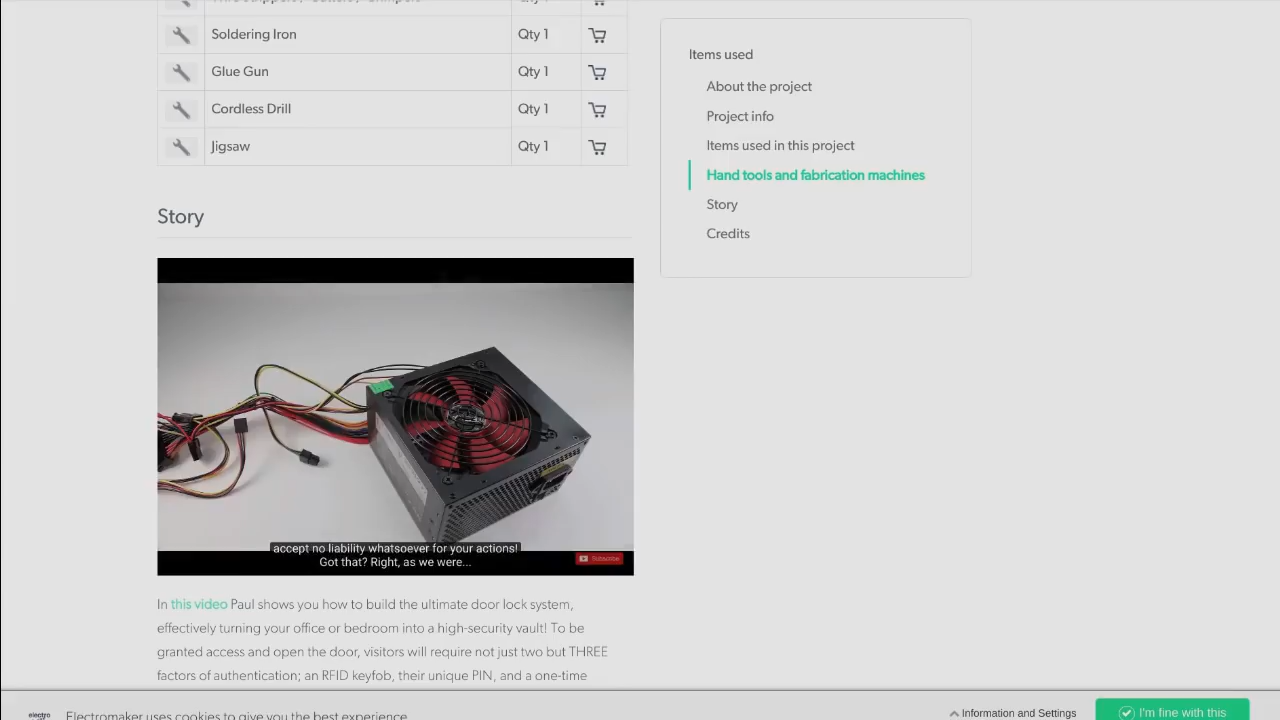 Soldering Iron Qty 1
Glue Gun Qty 1
Cordless Drill Qty 1
Jigsaw Qty 1
Story
accept no liability whatsoever for your actions!
Got that? Right, as we were...
Subscribe
In this video Paul shows you how to build the ultimate door lock system,
effectively turning your office or bedroom into a high-security vault! To be
granted access and open the door, visitors will require not just two but THREE
factors of authentication; an RFID keyfob, their unique PIN, and a one-time
Items used
About the project
Project info
Items used in this project
Hand tools and fabrication machines
Story
Credits
electro
Electromaker uses cookies to give you the best experience
Information and Settings
I'm fine with this